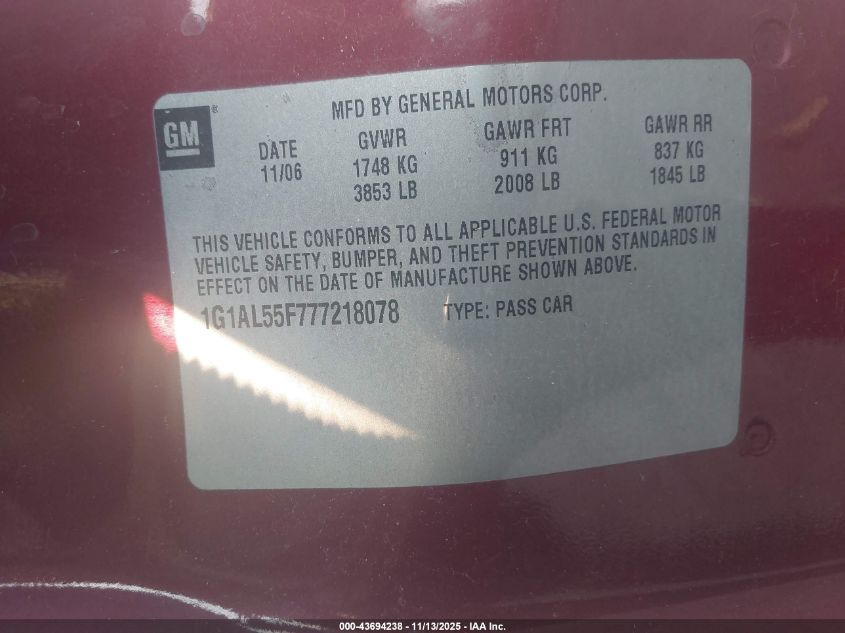 MFD BY GENERAL MOTORS CORP.
GM ®
DATE GVWR GAWR FRT GAWR RR
11/06 1748 KG 911 KG 837 KG
3853 LB 2008 LB 1845 LB
THIS VEHICLE CONFORMS TO ALL APPLICABLE U.S. FEDERAL MOTOR
VEHICLE SAFETY, BUMPER, AND THEFT PREVENTION STANDARDS IN
EFFECT ON THE DATE OF MANUFACTURE SHOWN ABOVE.
1G1AL55F777218078 TYPE: PASS CAR
000-43694238 - 11/13/2025 - IAA Inc.